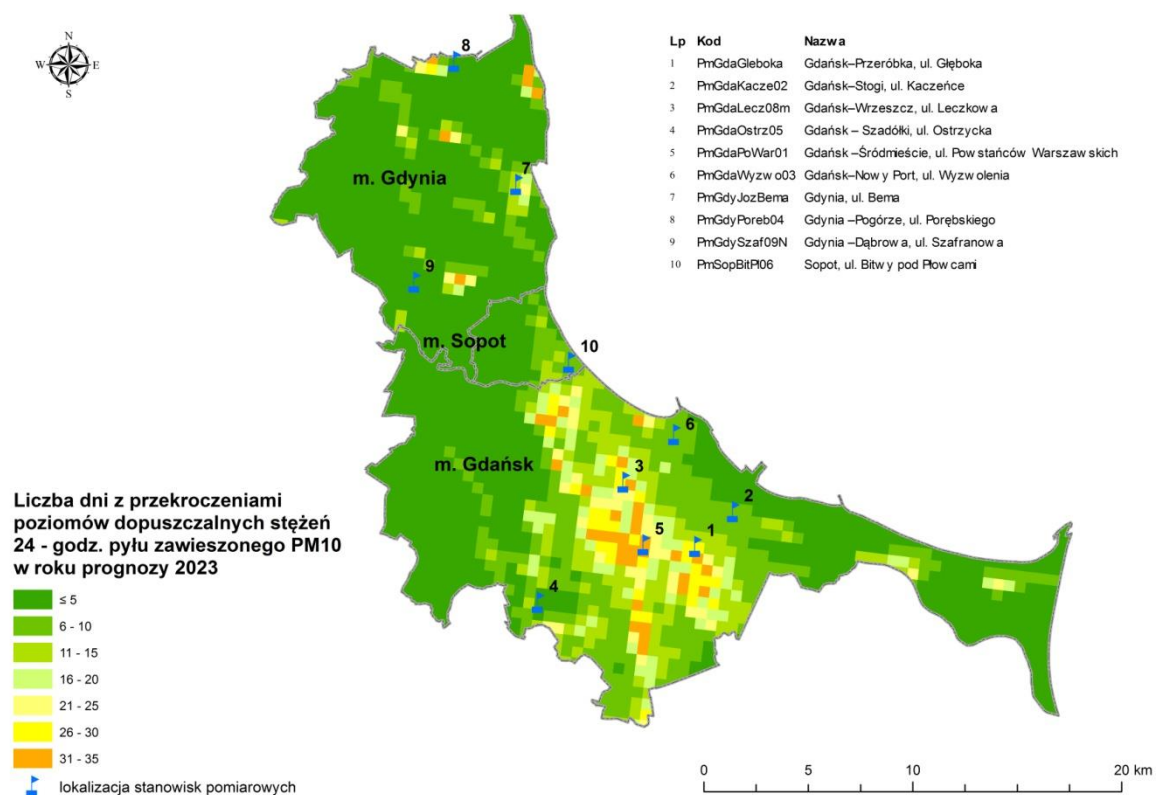 N
W E
S
8
Lp Kod Nazwa
1 PmGdaGleboka Gdańsk–Przeróbka, ul. Głęboka
2 PmGdaKacze02 Gdańsk–Stogi, ul. Kaczeńce
3 PmGdaLecz08m Gdańsk–Wrzeszcz, ul. Leczkowa
4 PmGdaOstrz05 Gdańsk – Szadółki, ul. Ostrzycka
5 PmGdaPoWar01 Gdańsk –Śródmieście, ul. Powstańców Warszawskich
6 PmGdaWyzwo03 Gdańsk–Nowy Port, ul. Wyzwolenia
7 PmGdyJozBema Gdynia, ul. Bema
8 PmGdyPoreb04 Gdynia –Pogórze, ul. Porębskiego
9 PmGdySzaf09N Gdynia –Dąbrowa, ul. Szafranowa
10 PmSopBitPl06 Sopot, ul. Bitwy pod Płowcami
7
m. Gdynia
9
m. Sopot
10
6
m. Gdańsk
3
2
5
1
4
Liczba dni z przekroczeniami
poziomów dopuszczalnych stężeń
24 - godz. pyłu zawieszonego PM10
w roku prognozy 2023
≤ 5
6 - 10
11 - 15
16 - 20
21 - 25
26 - 30
31 - 35
lokalizacja stanowisk pomiarowych
0 5 10 20 km